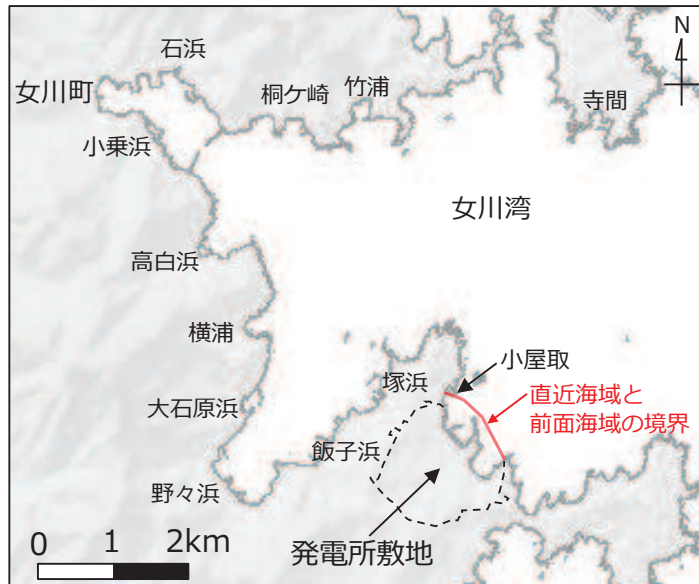 N
石浜
女川町
桐ケ崎
竹浦
寺間
小乗浜
女川湾
高白浜
横浦
小屋取
塚浜
直近海域と
前面海域の境界
大石原浜
飯子浜
野々浜
発電所敷地
0 1 2km